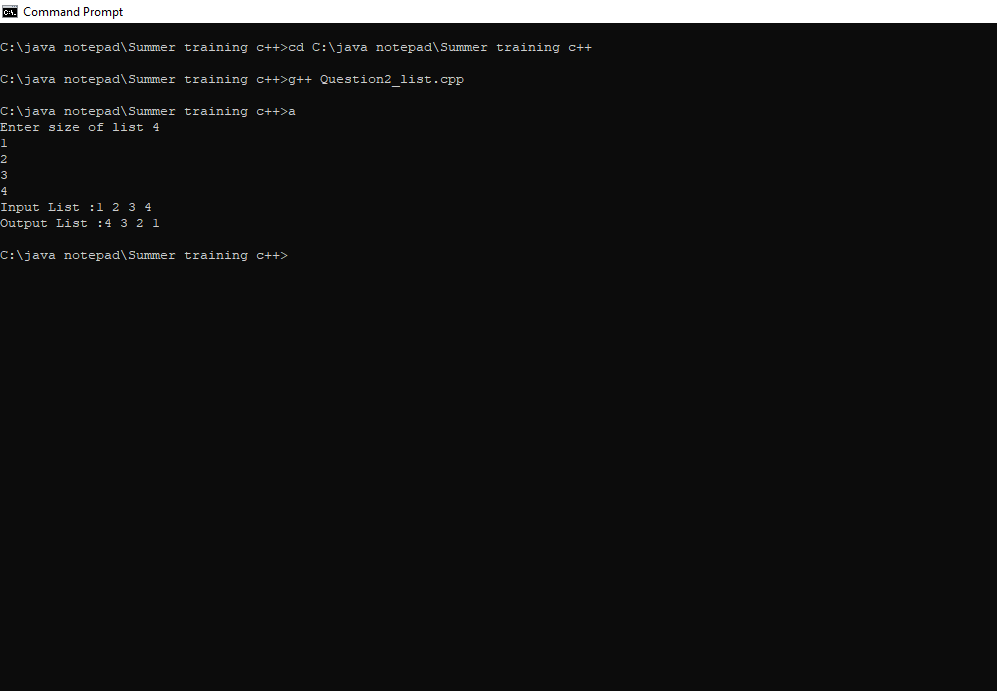 Command Prompt
C:\java notepad\Summer training c++>cd C:\java notepad\Summer training c++
C:\java notepad\Summer training c++>g++ Question2_list.cpp
C:\java notepad\Summer training c++>a
Enter size of list 4
1
2
3
4
Input List :1 2 3 4
Output List :4 3 2 1
C:\java notepad\Summer training c++>